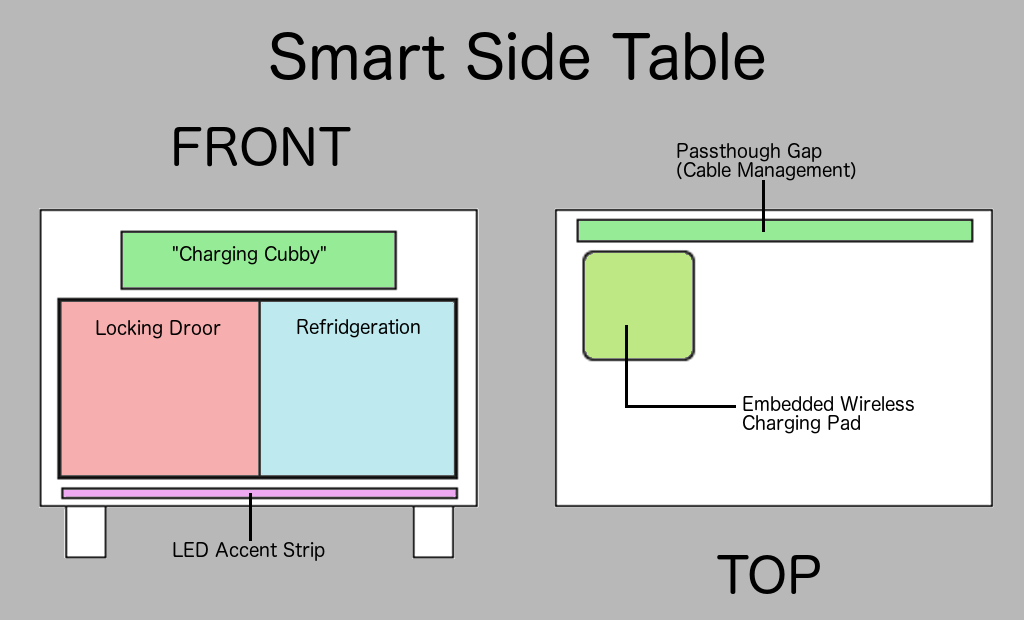 Smart Side Table
FRONT
Passthough Gap
(Cable Management)
"Charging Cubby"
Locking Droor
Refridgeration
Embedded Wireless
Charging Pad
LED Accent Strip
TOP